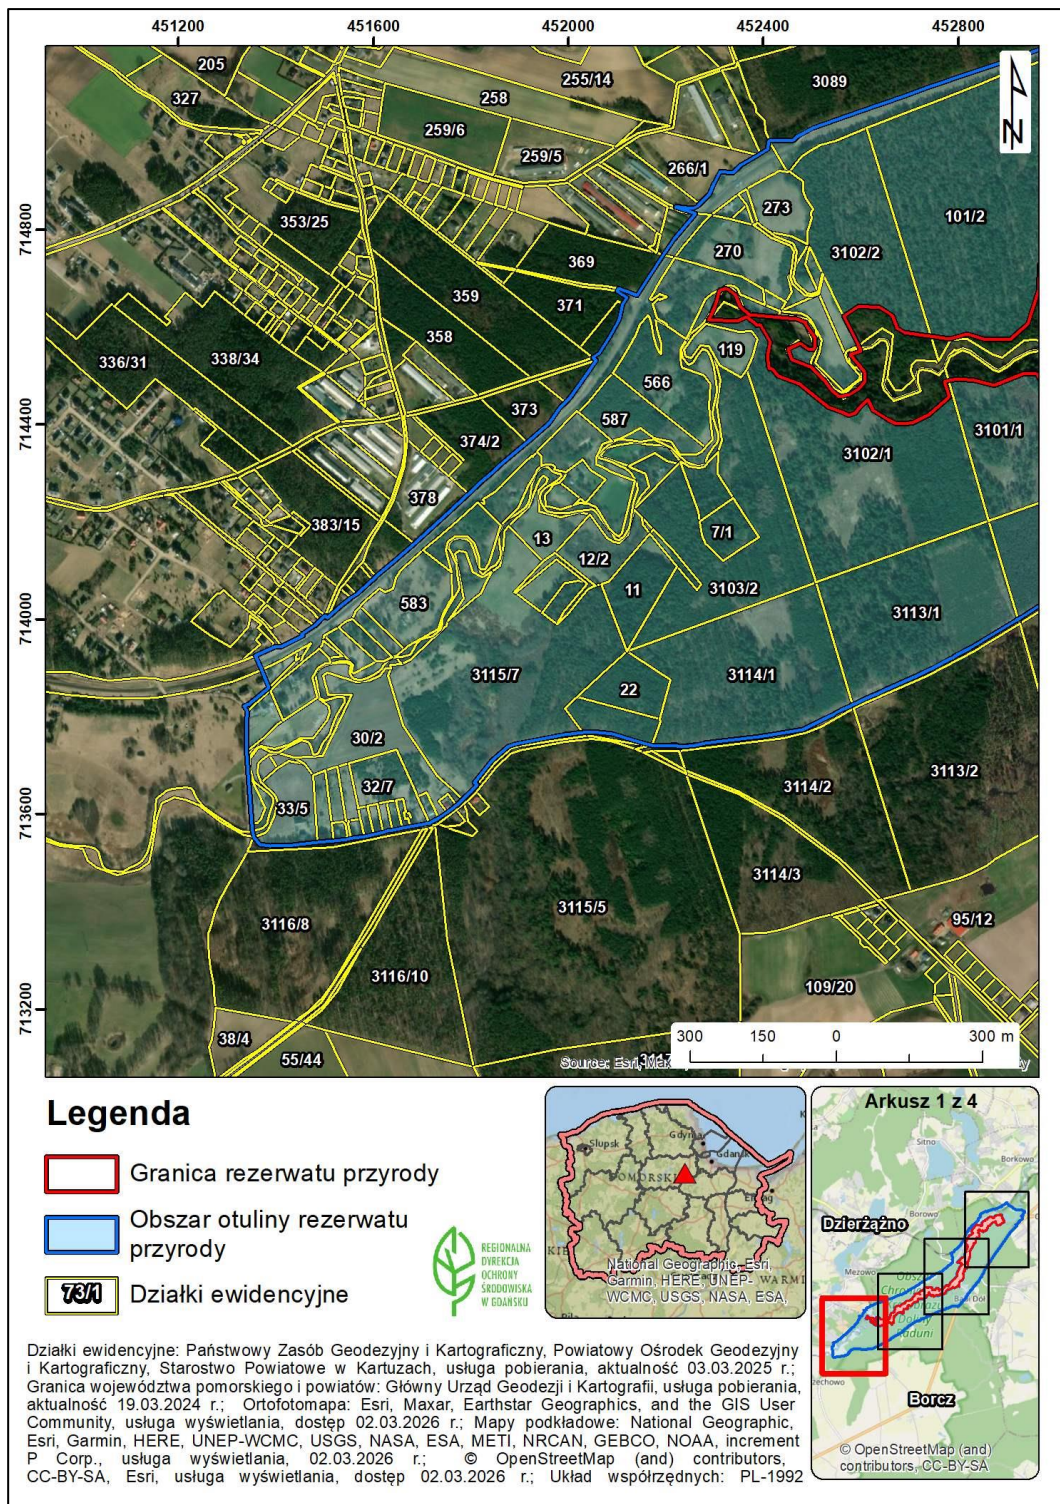 451200 451600 452000 452400 452800
714800
714400
714000
713600
713200
205
327
255/14
258
259/6
259/5
3089
266/1
273
101/2
353/25
270
3102/2
369
359
371
358
336/31
338/34
119
566
373
587
374/2
3101/1
3102/1
378
383/15
7/1
13
12/2
11
3103/2
583
3113/1
3115/7
22
3114/1
30/2
32/7
33/5
3113/2
3114/2
3114/3
3115/5
3116/8
95/12
3116/10
109/20
38/4
55/44
N
300 150 0 300 m
Legenda
Granica rezerwatu przyrody
Obszar otuliny rezerwatu
przyrody
73/1 Działki ewidencyjne
REGIONALNA
DYREKCJA
OCHRONY
ŚRODOWISKA
W GDAŃSKU
Słupsk
Gdynia
Gdańsk
National Geographic, Esri,
Garmin, HERE, UNEP-
WCMC, USGS, NASA, ESA,
Arkusz 1 z 4
Sitno
Borkowo
Borowo
Dzierżążno
Mezowo
Borcz
© OpenStreetMap (and)
contributors, CC-BY-SA
Działki ewidencyjne: Państwowy Zasób Geodezyjny i Kartograficzny, Powiatowy Ośrodek Geodezyjny
i Kartograficzny, Starostwo Powiatowe w Kartuzach, usługa pobierania, aktualność 03.03.2025 r.;
Granica województwa pomorskiego i powiatów: Główny Urząd Geodezji i Kartografii, usługa pobierania,
aktualność 19.03.2024 r.; Ortofotomapa: Esri, Maxar, Earthstar Geographics, and the GIS User
Community, usługa wyświetlania, dostęp 02.03.2026 r.; Mapy podkładowe: National Geographic,
Esri, Garmin, HERE, UNEP-WCMC, USGS, NASA, ESA, METI, NRCAN, GEBCO, NOAA, increment
P Corp., usługa wyświetlania, 02.03.2026 r.; © OpenStreetMap (and) contributors,
CC-BY-SA, Esri, usługa wyświetlania, dostęp 02.03.2026 r.; Układ współrzędnych: PL-1992